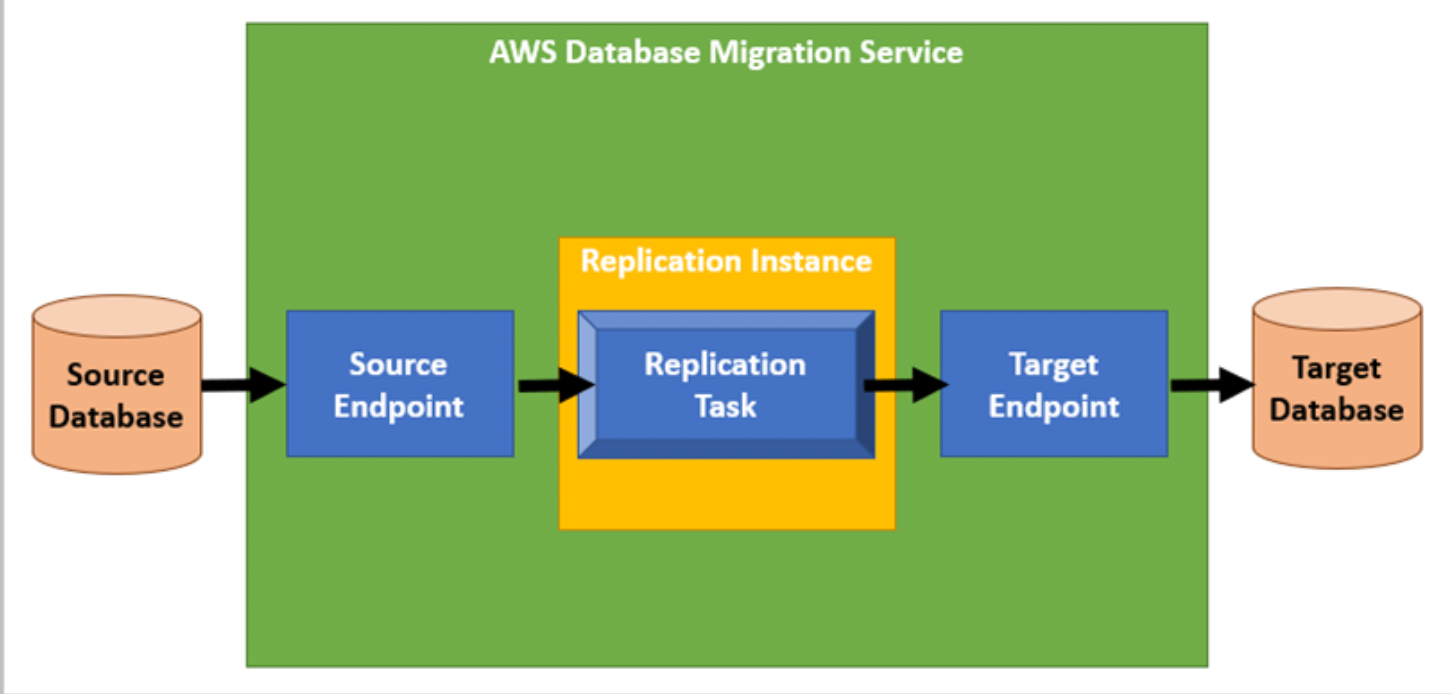 AWS Database Migration Service
Replication Instance
Source
Database
Source
Endpoint
Replication
Task
Target
Endpoint
Target
Database